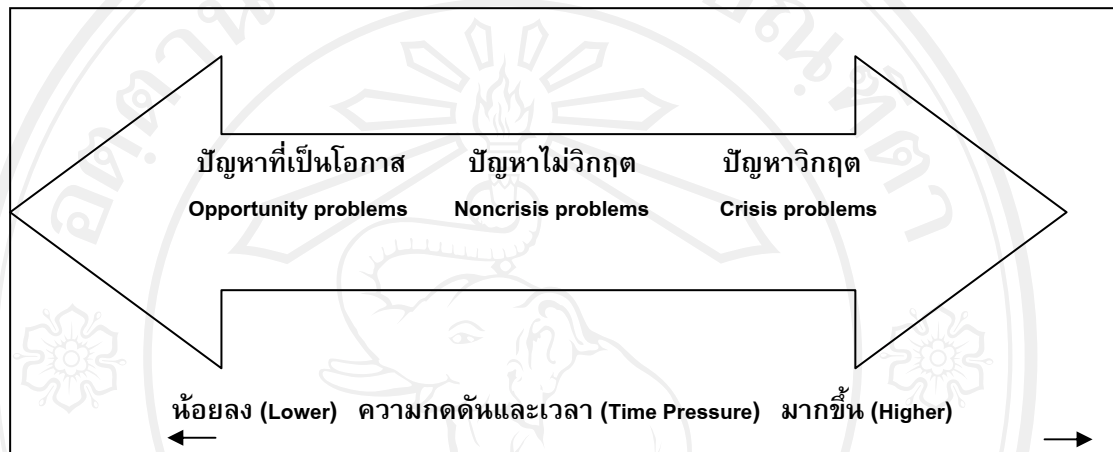 ปัญหาที่เป็นโอกาส ปัญหาไม่วิกฤต ปัญหาวิกฤต
Opportunity problems Noncrisis problems Crisis problems
น้อยลง (Lower) ความกดดันและเวลา (Time Pressure) มากขึ้น (Higher)